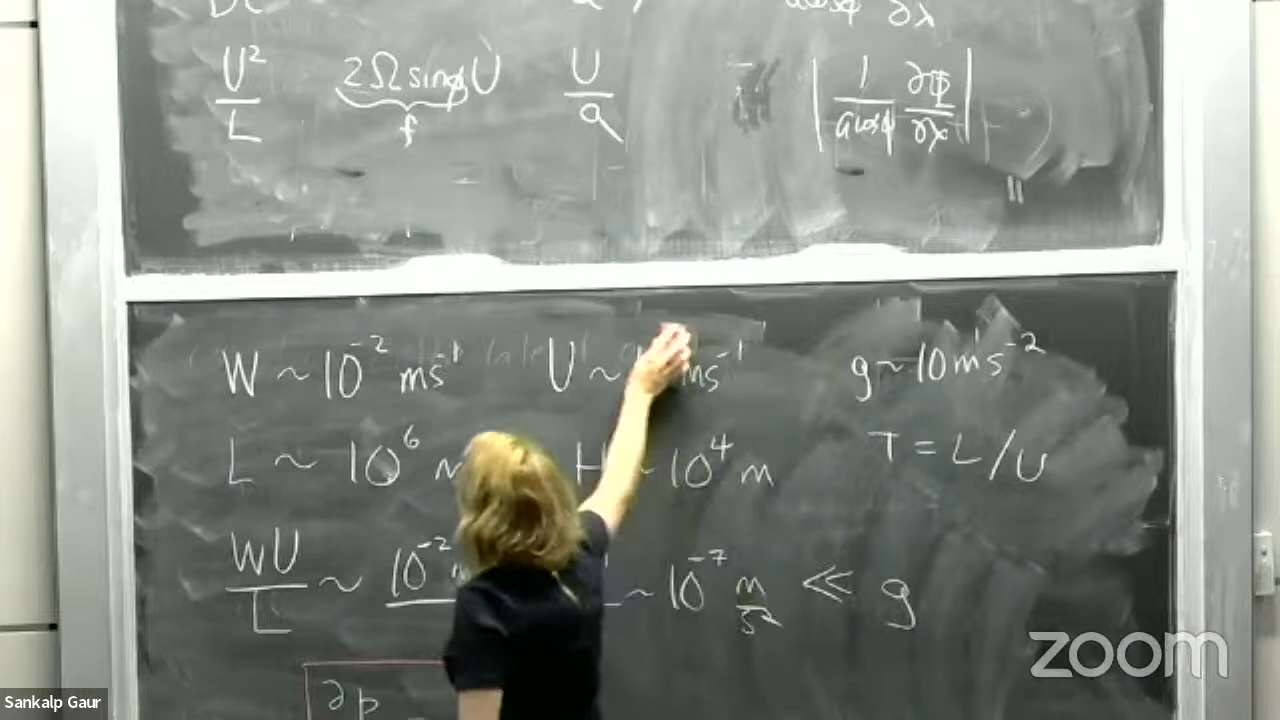 U²/L   2Ω sinφ U   U/a   | 1/(a cosφ) ∂Φ/∂λ |
f
||
W ~ 10⁻² ms⁻¹   U ~ ms⁻¹   g ~ 10 ms⁻²
L ~ 10⁶ m   H ~ 10⁴ m   T = L/U
WU/L ~ 10⁻² ~ 10⁻⁷ m/s² << g
∂p
zoom
Sankalp Gaur